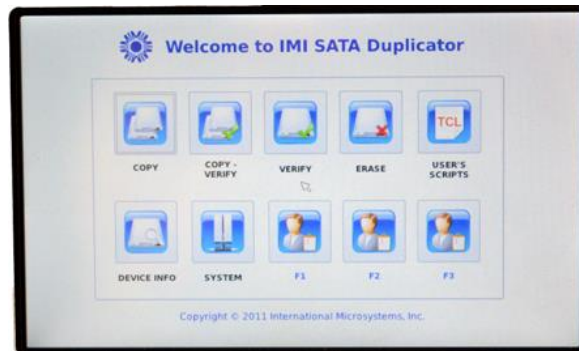 Welcome to IMI SATA Duplicator
COPY
COPY - VERIFY
VERIFY
ERASE
TCL
USER'S SCRIPTS
DEVICE INFO
SYSTEM
F1
F2
F3
Copyright © 2011 International Microsystems, Inc.